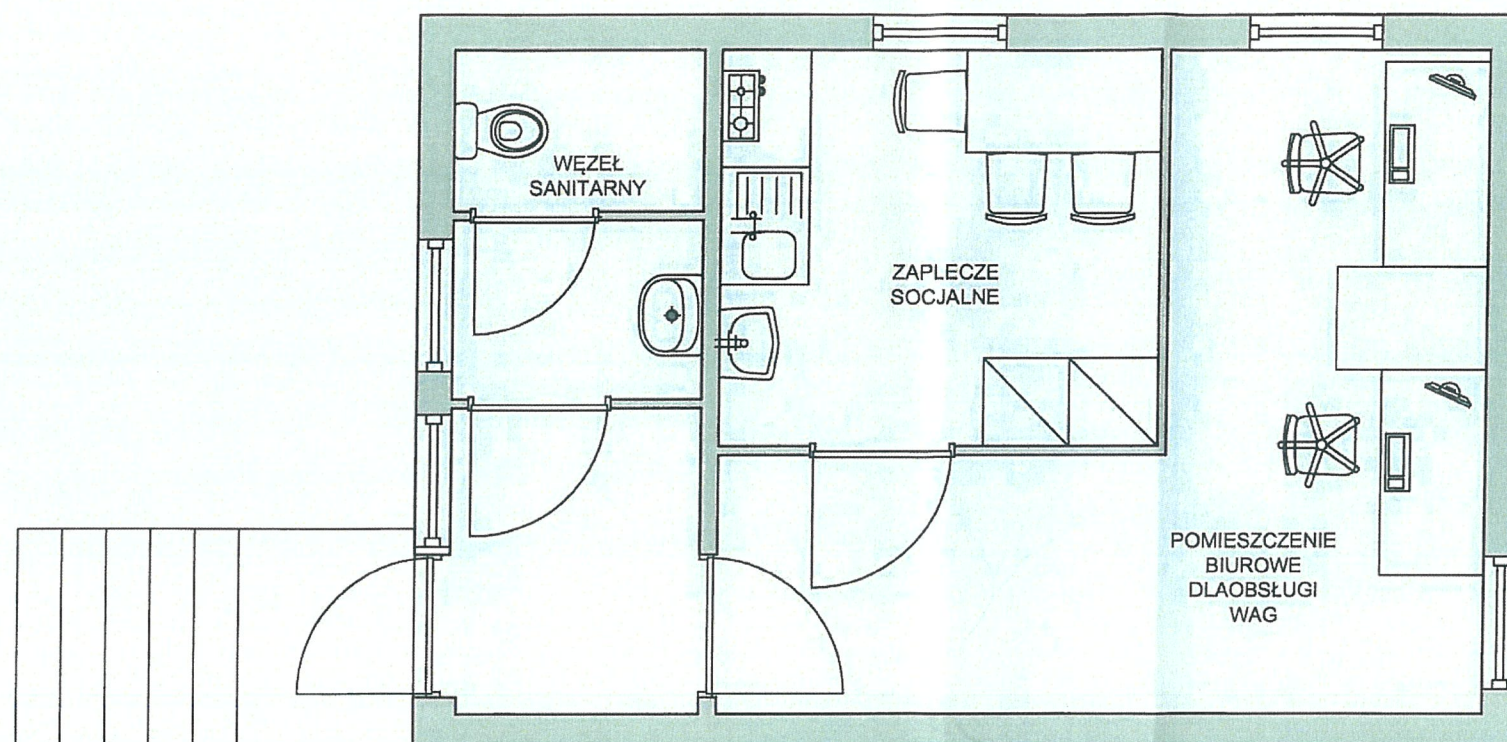 WĘZEŁ
SANITARNY
ZAPLECZE
SOCJALNE
POMIESZCZENIE
BIUROWE
DLAOBSŁUGI
WAG